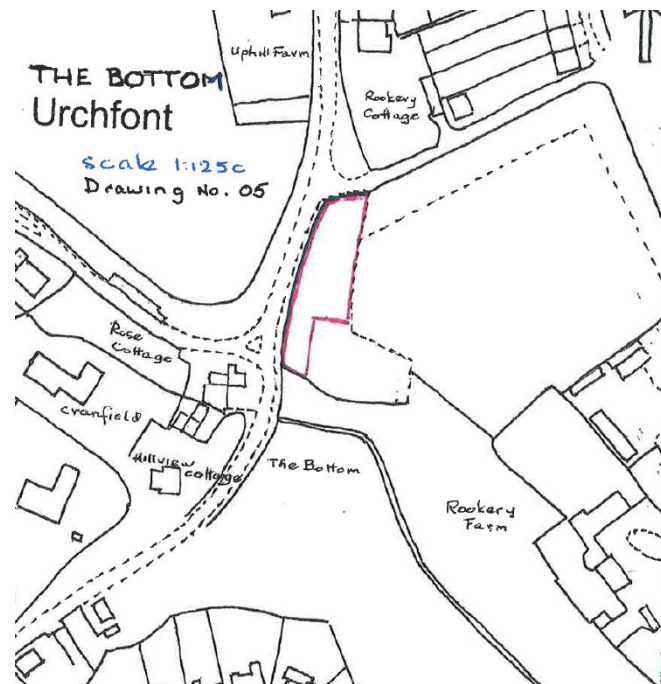 Uphill Farm
THE BOTTOM
Urchfont
Rookery
Cottage
scale 1:125c
Drawing No. 05
Rose
Cottage
Cranfield
Hillview
cottage
The Bottom
Rookery
Farm